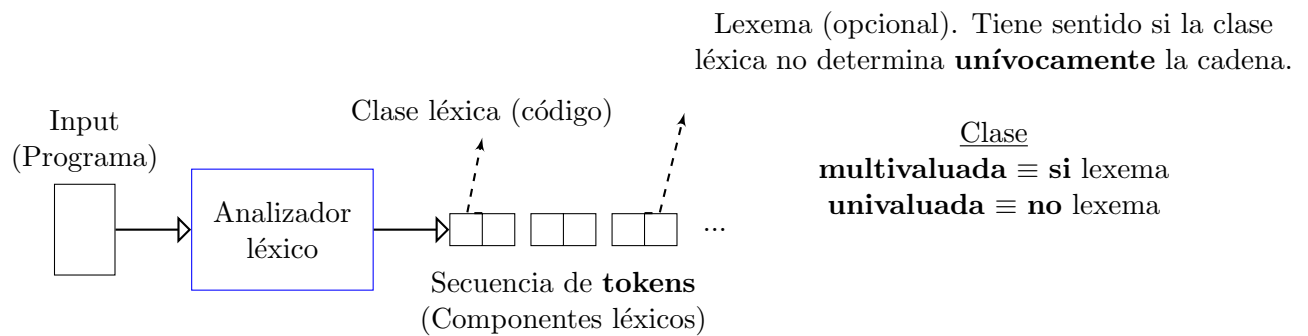 Lexema (opcional). Tiene sentido si la clase
léxica no determina unívocamente la cadena.
Clase léxica (código)
Input
(Programa)
Clase
multivaluada ≡ si lexema
univaluada ≡ no lexema
Analizador
léxico
...
Secuencia de tokens
(Componentes léxicos)